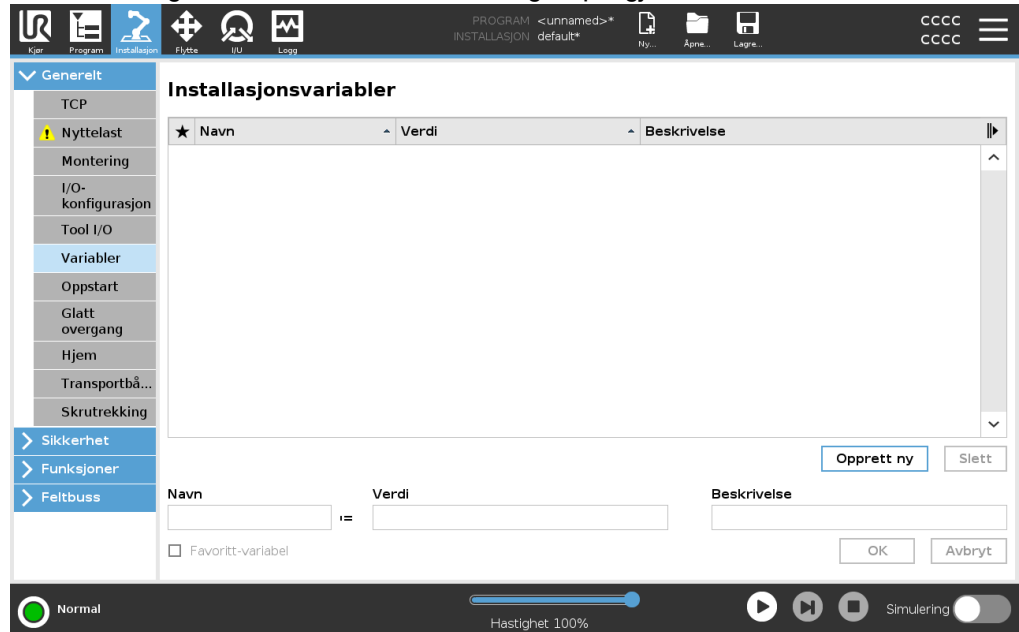 PROGRAM <unnamed>*
INSTALLASJON default*
CCCC
CCCC
Kjør Program Installasjon Flytte I/U Logg Ny... Åpne... Lagre...
Generelt
TCP
Nyttelast
Montering
I/O-
konfigurasjon
Tool I/O
Variabler
Oppstart
Glatt
overgang
Hjem
Transportbå...
Skrutrekking
Sikkerhet
Funksjoner
Feltbuss
Installasjonsvariabler
Navn Verdi Beskrivelse
Opprett ny Slett
Navn Verdi Beskrivelse
Favoritt-variabel OK Avbryt
Normal
Hastighet 100%
Simulering